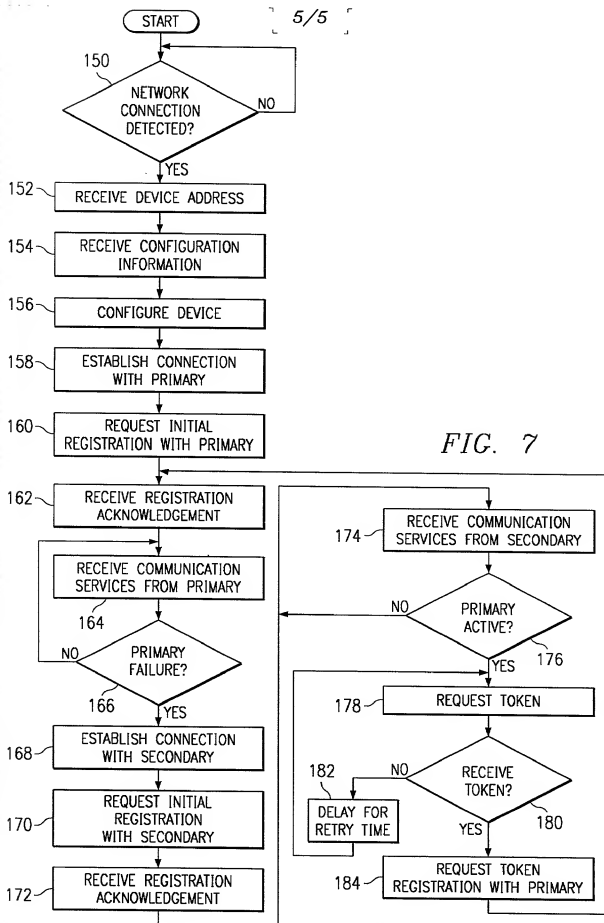 START
5/5
150
NETWORK
CONNECTION
DETECTED?
NO
YES
152
RECEIVE DEVICE ADDRESS
154
RECEIVE CONFIGURATION
INFORMATION
156
CONFIGURE DEVICE
158
ESTABLISH CONNECTION
WITH PRIMARY
160
REQUEST INITIAL
REGISTRATION WITH PRIMARY
FIG. 7
162
RECEIVE REGISTRATION
ACKNOWLEDGEMENT
RECEIVE COMMUNICATION
SERVICES FROM PRIMARY
164
NO
PRIMARY
FAILURE?
166
YES
168
ESTABLISH CONNECTION
WITH SECONDARY
170
REQUEST INITIAL
REGISTRATION
WITH SECONDARY
172
RECEIVE REGISTRATION
ACKNOWLEDGEMENT
174
RECEIVE COMMUNICATION
SERVICES FROM SECONDARY
NO
PRIMARY
ACTIVE?
176
YES
178
REQUEST TOKEN
NO
RECEIVE
TOKEN?
180
182
DELAY FOR
RETRY TIME
YES
184
REQUEST TOKEN
REGISTRATION WITH PRIMARY